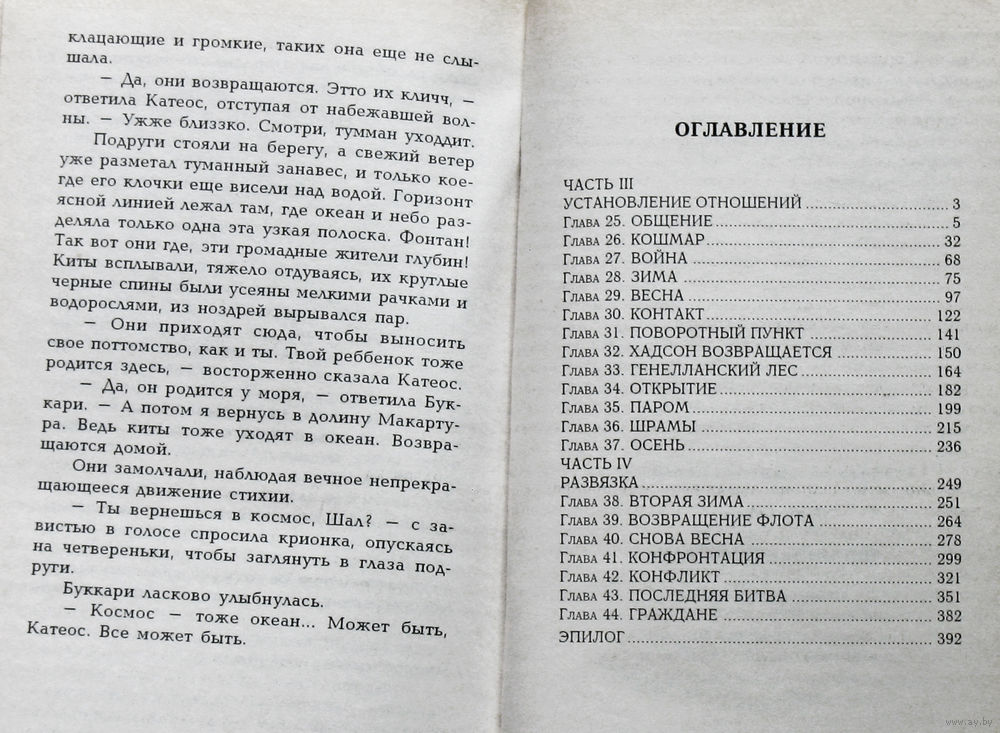 клацающие и громкие, таких она еще не слы-
шала.
— Да, они возвращаются. Этто их кличч, —
ответила Катеос, отступая от набежавшей вол-
ны. — Ужже близзко. Смотри, тумман уходдит.
Подруги стояли на берегу, а свежий ветер
уже разметал туманный занавес, и только кое-
где его клочки еще висели над водой. Горизонт
ясной линией лежал там, где океан и небо раз-
деляла только одна эта узкая полоска. Фонтан!
Так вот они где, эти громадные жители глубин!
Киты всплывали, тяжело отдуваясь, их круглые
черные спины были усеяны мелкими рачками и
водорослями, из ноздрей вырывался пар.
— Они приходят сюда, чтобы выносить
свое поттомство, как и ты. Твой реббенок тоже
родится здесь, — восторженно сказала Катеос.
— Да, он родится у моря, — ответила Бук-
кари. — А потом я вернусь в долину Макарту-
ра. Ведь киты тоже уходят в океан. Возвра-
щаются домой.
Они замолчали, наблюдая вечное непрекра-
щающееся движение стихии.
— Ты вернешься в космос, Шал? — с за-
вистью в голосе спросила крионка, опускаясь
на четвереньки, чтобы заглянуть в глаза под-
руги.
Буккари ласково улыбнулась.
— Космос — тоже океан... Может быть,
Катеос. Все может быть.
ОГЛАВЛЕНИЕ
ЧАСТЬ III
УСТАНОВЛЕНИЕ ОТНОШЕНИЙ ... 3
Глава 25. ОБЩЕНИЕ ... 5
Глава 26. КОШМАР ... 32
Глава 27. ВОЙНА ... 68
Глава 28. ЗИМА ... 75
Глава 29. ВЕСНА ... 97
Глава 30. КОНТАКТ ... 122
Глава 31. ПОВОРОТНЫЙ ПУНКТ ... 141
Глава 32. ХАДСОН ВОЗВРАЩАЕТСЯ ... 150
Глава 33. ГЕНЕЛЛАНСКИЙ ЛЕС ... 164
Глава 34. ОТКРЫТИЕ ... 182
Глава 35. ПАРОМ ... 199
Глава 36. ШРАМЫ ... 215
Глава 37. ОСЕНЬ ... 236
ЧАСТЬ IV
РАЗВЯЗКА ... 249
Глава 38. ВТОРАЯ ЗИМА ... 251
Глава 39. ВОЗВРАЩЕНИЕ ФЛОТА ... 264
Глава 40. СНОВА ВЕСНА ... 278
Глава 41. КОНФРОНТАЦИЯ ... 299
Глава 42. КОНФЛИКТ ... 321
Глава 43. ПОСЛЕДНЯЯ БИТВА ... 351
Глава 44. ГРАЖДАНЕ ... 382
ЭПИЛОГ ... 392
www.ay.by